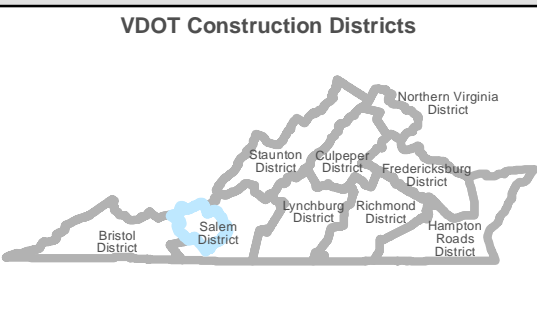 VDOT Construction Districts
Northern Virginia
District
Staunton
District
Culpeper
District
Fredericksburg
District
Lynchburg
District
Richmond
District
Salem
District
Hampton
Roads
District
Bristol
District